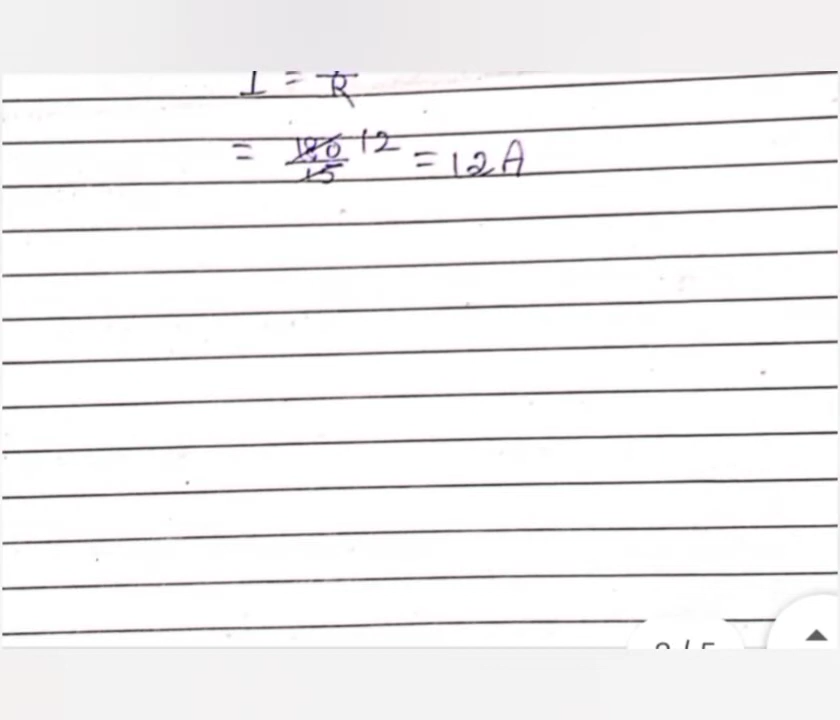 I = / R
= 180/15 12 = 12A